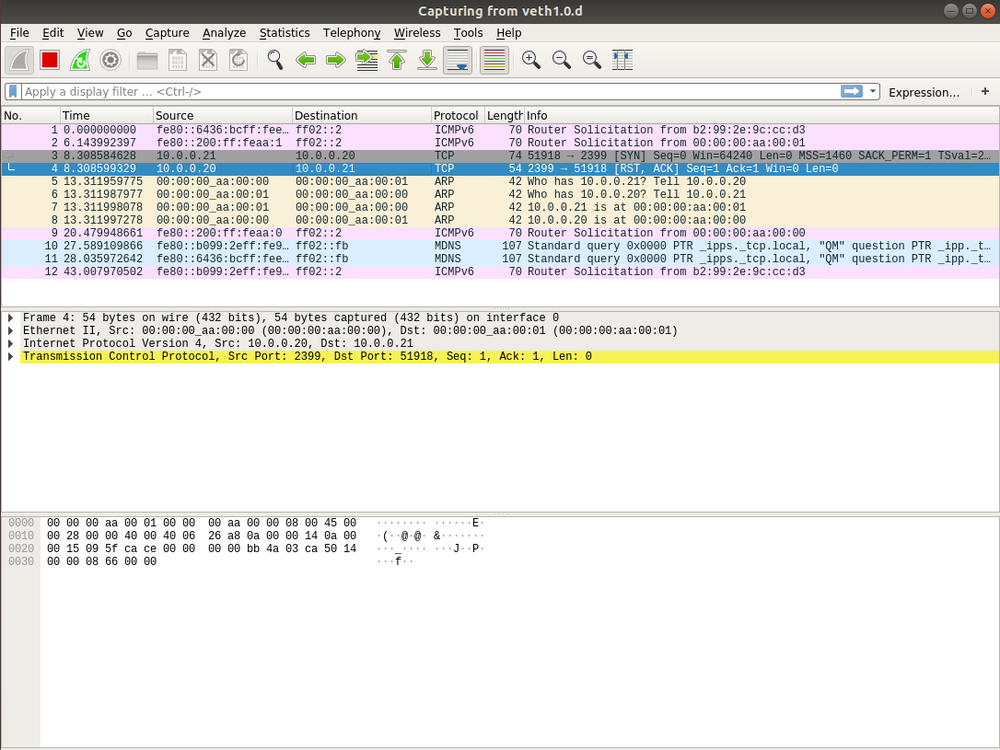 Capturing from veth1.0.d
File Edit View Go Capture Analyze Statistics Telephony Wireless Tools Help
Apply a display filter ... <Ctrl-/> Expression... +
No. Time Source Destination Protocol Length Info
1 0.000000000 fe80::6436:bcff:fee… ff02::2 ICMPv6 70 Router Solicitation from b2:99:2e:9c:cc:d3
2 6.143992397 fe80::200:ff:feaa:1 ff02::2 ICMPv6 70 Router Solicitation from 00:00:00:aa:00:01
3 8.308584628 10.0.0.21 10.0.0.20 TCP 74 51918 → 2399 [SYN] Seq=0 Win=64240 Len=0 MSS=1460 SACK_PERM=1 TSval=2…
4 8.308599329 10.0.0.20 10.0.0.21 TCP 54 2399 → 51918 [RST, ACK] Seq=1 Ack=1 Win=0 Len=0
5 13.311959775 00:00:00_aa:00:00 00:00:00_aa:00:01 ARP 42 Who has 10.0.0.21? Tell 10.0.0.20
6 13.311987977 00:00:00_aa:00:01 00:00:00_aa:00:00 ARP 42 Who has 10.0.0.20? Tell 10.0.0.21
7 13.311998078 00:00:00_aa:00:01 00:00:00_aa:00:00 ARP 42 10.0.0.21 is at 00:00:00:aa:00:01
8 13.311997278 00:00:00_aa:00:00 00:00:00_aa:00:01 ARP 42 10.0.0.20 is at 00:00:00:aa:00:00
9 20.479948661 fe80::200:ff:feaa:0 ff02::2 ICMPv6 70 Router Solicitation from 00:00:00:aa:00:00
10 27.589109866 fe80::b099:2eff:fe9… ff02::fb MDNS 107 Standard query 0x0000 PTR _ipps._tcp.local, "QM" question PTR _ipp._t…
11 28.035972642 fe80::6436:bcff:fee… ff02::fb MDNS 107 Standard query 0x0000 PTR _ipps._tcp.local, "QM" question PTR _ipp._t…
12 43.007970502 fe80::b099:2eff:fe9… ff02::2 ICMPv6 70 Router Solicitation from b2:99:2e:9c:cc:d3
Frame 4: 54 bytes on wire (432 bits), 54 bytes captured (432 bits) on interface 0
Ethernet II, Src: 00:00:00_aa:00:00 (00:00:00:aa:00:00), Dst: 00:00:00_aa:00:01 (00:00:00:aa:00:01)
Internet Protocol Version 4, Src: 10.0.0.20, Dst: 10.0.0.21
Transmission Control Protocol, Src Port: 2399, Dst Port: 51918, Seq: 1, Ack: 1, Len: 0
0000 00 00 00 aa 00 01 00 00 00 aa 00 00 08 00 45 00 ········ ······E·
0010 00 28 00 00 40 00 40 06 26 a8 0a 00 00 14 0a 00 ·(··@·@· &·······
0020 00 15 09 5f ca ce 00 00 00 00 bb 4a 03 ca 50 14 ···_···· ···J··P·
0030 00 00 08 66 00 00 ···f··